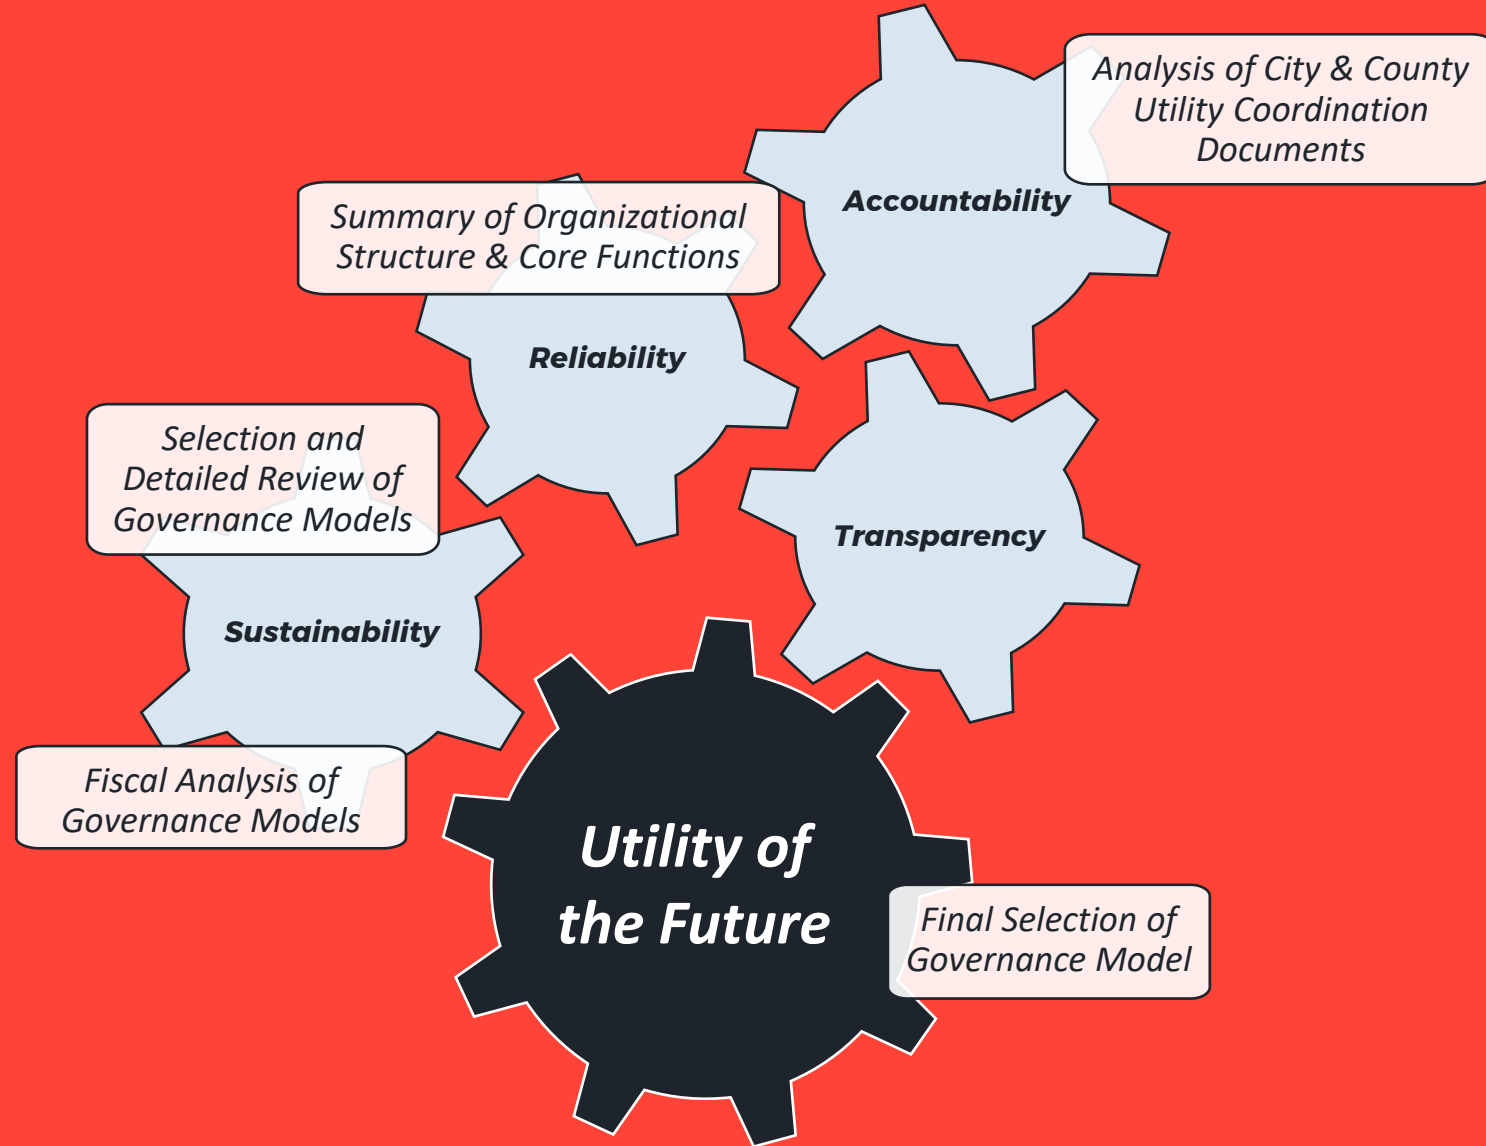 Analysis of City & County
Utility Coordination
Documents
Accountability
Summary of Organizational
Structure & Core Functions
Reliability
Selection and
Detailed Review of
Governance Models
Transparency
Sustainability
Fiscal Analysis of
Governance Models
Utility of
the Future
Final Selection of
Governance Model